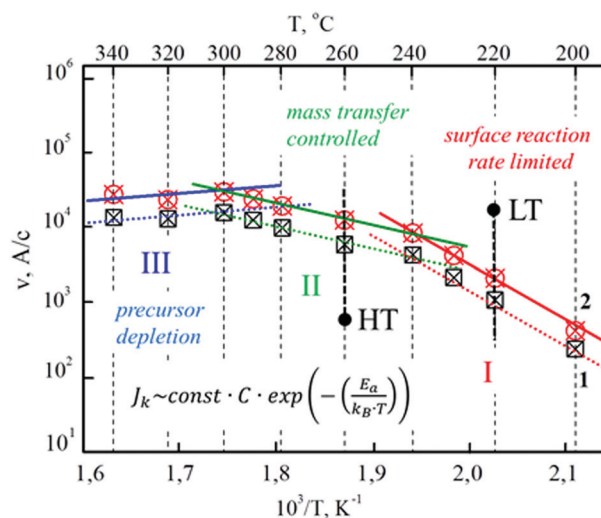 T, °C
340 320 300 280 260 240 220 200
10⁶
10⁵
10⁴
10³
10²
10¹
ν, A/c
mass transfer
controlled
surface reaction
rate limited
LT
III
II
HT
precursor
depletion
I
2
1
J_k~const · C · exp(−(E_a/(k_B·T)))
1,6 1,7 1,8 1,9 2,0 2,1
10³/T, K⁻¹